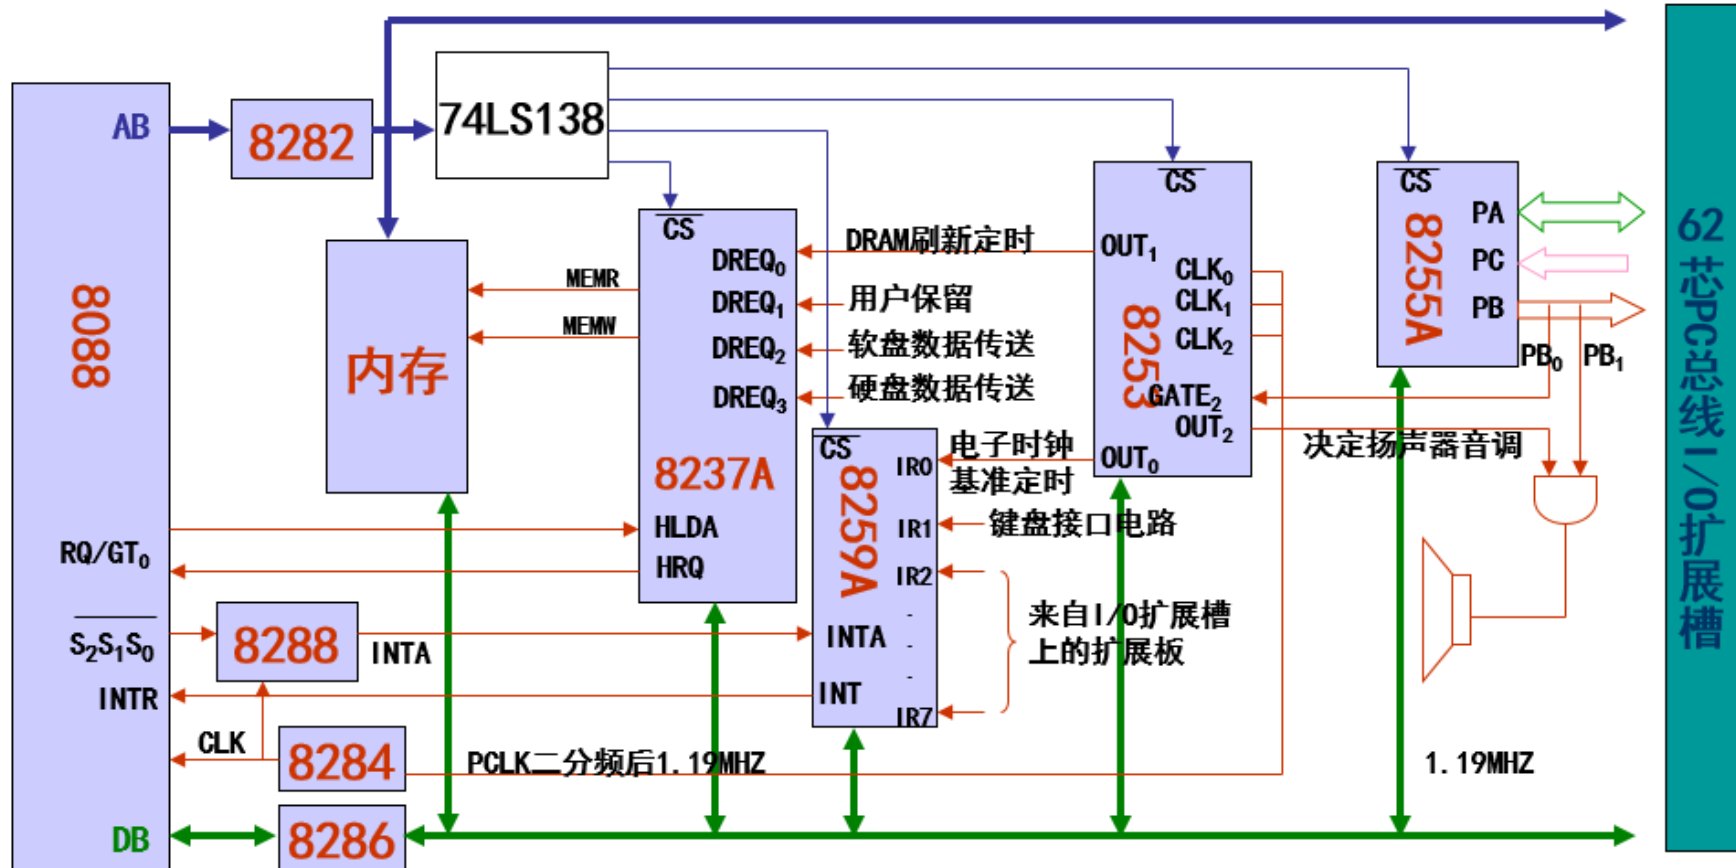 AB
8282
74LS138
8088
内存
MEMR
MEMW
CS
DREQ0
DREQ1
DREQ2
DREQ3
8237A
HLDA
HRQ
DRAM刷新定时
用户保留
软盘数据传送
硬盘数据传送
CS
OUT1
CLK0
CLK1
CLK2
8253
GATE2
OUT2
OUT0
CS
8255A
PA
PC
PB
PB0
PB1
决定扬声器音调
CS
8259A
IR0
IR1
IR2
.
.
.
IR7
INTA
INT
电子时钟
基准定时
键盘接口电路
来自I/O扩展槽
上的扩展板
RQ/GT0
S2S1S0
8288
INTA
INTR
CLK
8284
PCLK二分频后1.19MHZ
1.19MHZ
DB
8286
62芯PC总线I/O扩展槽